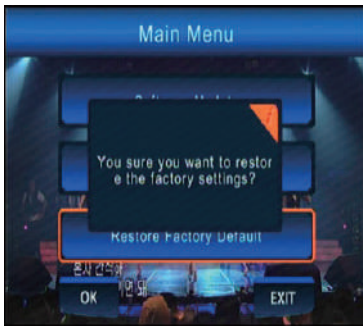 Main Menu
You sure you want to restor
e the factory settings?
Restore Factory Default
OK
EXIT